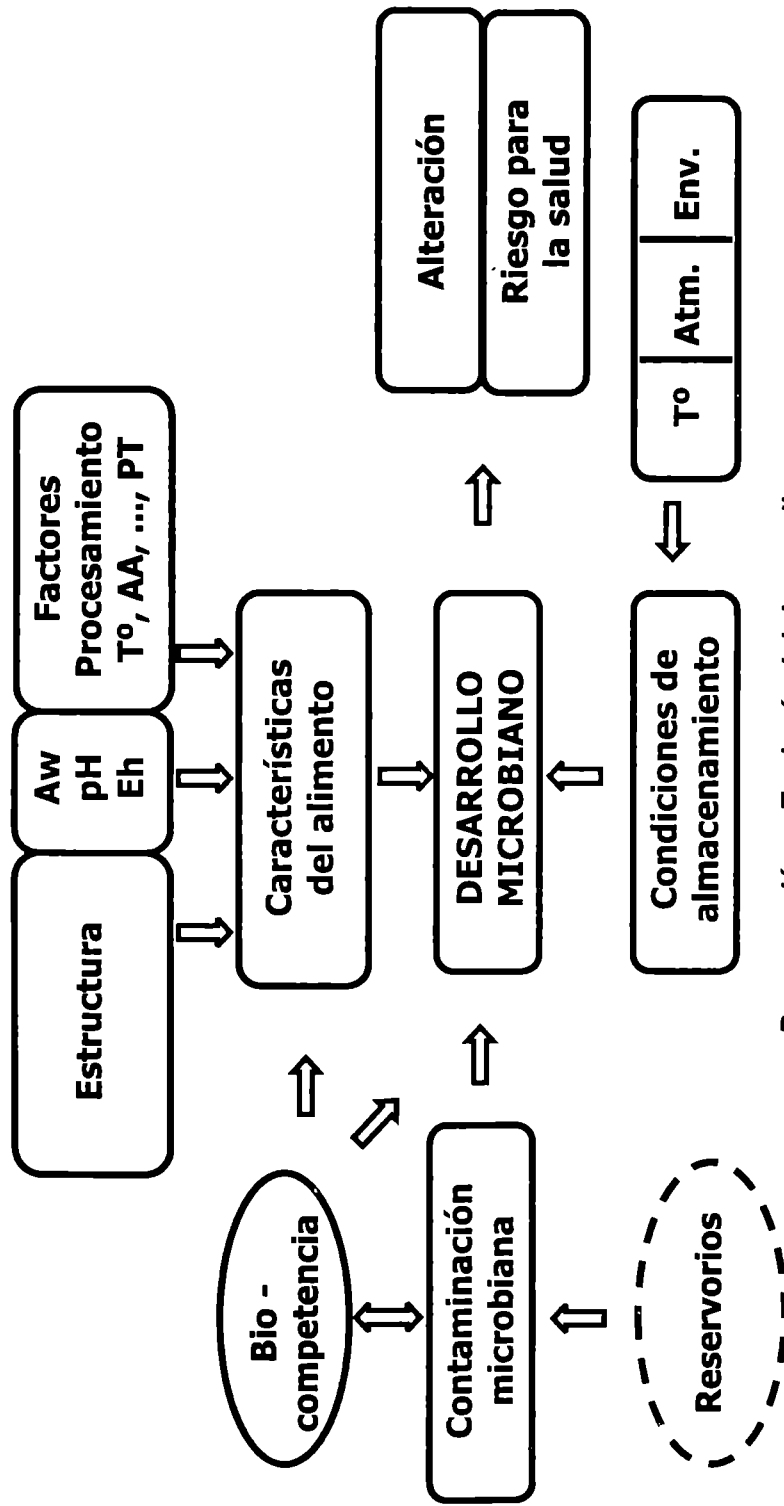 Estructura
Aw
pH
Eh
Factores
Procesamiento
Tº, AA, ..., PT
Bio -
competencia
Características
del alimento
Contaminación
microbiana
DESARROLLO
MICROBIANO
Alteración
Riesgo para
la salud
Reservorios
Condiciones de
almacenamiento
Tº
Atm.
Env.